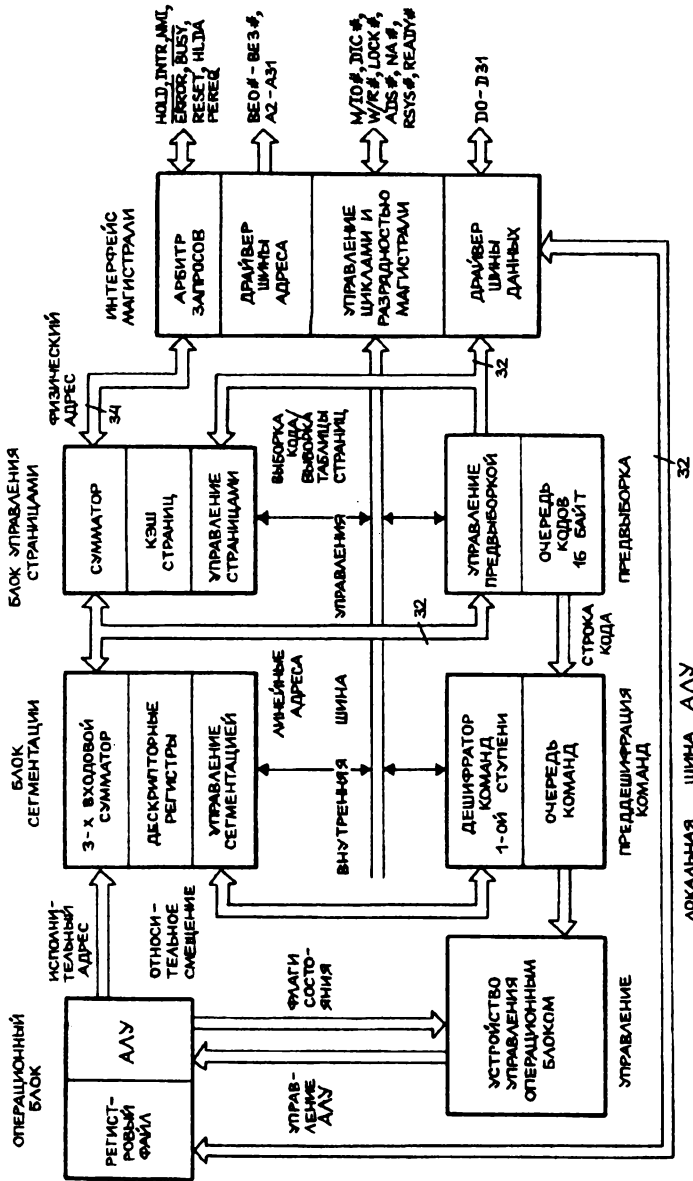 ОПЕРАЦИОННЫЙ
БЛОК
РЕГИСТ-
РОВЫЙ
ФАЙЛ
АЛУ
ИСПОЛНИ-
ТЕЛЬНЫЙ
АДРЕС
ОТНОСИ-
ТЕЛЬНОЕ
СМЕЩЕНИЕ
БЛОК
СЕГМЕНТАЦИИ
3-Х ВХОДОВОЙ
СУММАТОР
ДЕСКРИПТОРНЫЕ
РЕГИСТРЫ
УПРАВЛЕНИЕ
СЕГМЕНТАЦИЕЙ
БЛОК УПРАВЛЕНИЯ
СТРАНИЦАМИ
СУММАТОР
КЭШ
СТРАНИЦ
УПРАВЛЕНИЕ
СТРАНИЦАМИ
ФИЗИЧЕСКИЙ
АДРЕС
34
ИНТЕРФЕЙС
МАГИСТРАЛИ
АРБИТР
ЗАПРОСОВ
ДРАЙВЕР
ШИНЫ
АДРЕСА
УПРАВЛЕНИЕ
ЦИКЛАМИ И
РАЗРЯДНОСТЬЮ
МАГИСТРАЛИ
ДРАЙВЕР
ШИНЫ
ДАННЫХ
HOLD, INTR, NMI,
ERROR, BUSY,
RESET, HLDA
PEREQ
BE0# - BE3#
A2 - A31
M/IO#, DIC#,
W/R#, LOCK#,
ADS#, NA#,
RSYS#, READY#
D0 - D31
УПРАВ-
ЛЕНИЕ
АЛУ
ФЛАГИ
СОСТО-
ЯНИЯ
ЛИНЕЙНЫЕ
АДРЕСА
ВНУТРЕННЯЯ ШИНА УПРАВЛЕНИЯ
32
ВЫБОРКА
КОДА/
ВЫБОРКА
ТАБЛИЦЫ
СТРАНИЦ
32
УСТРОЙСТВО
УПРАВЛЕНИЯ
ОПЕРАЦИОННЫМ
БЛОКОМ
УПРАВЛЕНИЕ
ДЕШИФРАТОР
КОМАНД
1-ОЙ СТУПЕНИ
ОЧЕРЕДЬ
КОМАНД
ПРЕДДЕШИФРАЦИЯ
КОМАНД
СТРОКА
КОДА
УПРАВЛЕНИЕ
ПРЕДВЫБОРКОЙ
ОЧЕРЕДЬ
КОДОВ
16 БАЙТ
ПРЕДВЫБОРКА
ЛОКАЛЬНАЯ ШИНА АЛУ
32